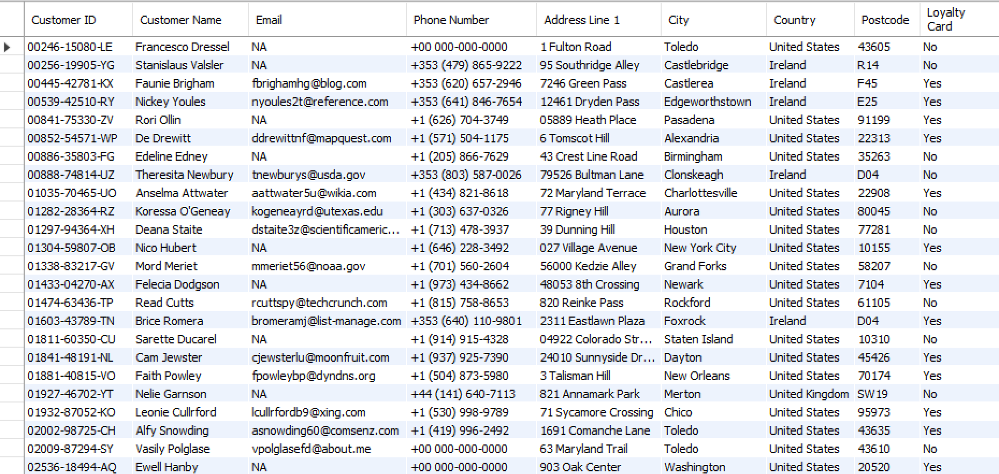 Customer ID Customer Name Email Phone Number Address Line 1 City Country Postcode Loyalty Card
00246-15080-LE Francesco Dressel NA +00 000-000-0000 1 Fulton Road Toledo United States 43605 No
00256-19905-YG Stanislaus Valsler NA +353 (479) 865-9222 95 Southridge Alley Castlebridge Ireland R14 No
00445-42781-KX Faunie Brigham fbrighamhg@blog.com +353 (620) 657-2946 7246 Green Pass Castlerea Ireland F45 Yes
00539-42510-RY Nickey Youles nyoules2t@reference.com +353 (641) 846-7654 12461 Dryden Pass Edgeworthstown Ireland E25 Yes
00841-75330-ZV Rori Ollin NA +1 (626) 704-3749 05889 Heath Place Pasadena United States 91199 Yes
00852-54571-WP De Drewitt ddrewittnf@mapquest.com +1 (571) 504-1175 6 Tomscot Hill Alexandria United States 22313 Yes
00886-35803-FG Edeline Edney NA +1 (205) 866-7629 43 Crest Line Road Birmingham United States 35263 No
00888-74814-UZ Theresita Newbury tnewburys@usda.gov +353 (803) 587-0026 79526 Bultman Lane Clonskeagh Ireland D04 No
01035-70465-UO Anselma Attwater aattwater5u@wikia.com +1 (434) 821-8618 72 Maryland Terrace Charlottesville United States 22908 Yes
01282-28364-RZ Koressa O'Geneay kogeneayrd@utexas.edu +1 (303) 637-0326 77 Rigney Hill Aurora United States 80045 No
01297-94364-XH Deana Staite dstaite3z@scientificameric... +1 (713) 478-3937 39 Dunning Hill Houston United States 77281 No
01304-59807-OB Nico Hubert NA +1 (646) 228-3492 027 Village Avenue New York City United States 10155 Yes
01338-83217-GV Mord Meriet mmeriet56@noaa.gov +1 (701) 560-2604 56000 Kedzie Alley Grand Forks United States 58207 No
01433-04270-AX Felecia Dodgson NA +1 (973) 434-8662 48053 8th Crossing Newark United States 7104 Yes
01474-63436-TP Read Cutts rcuttspy@techcrunch.com +1 (815) 758-8653 820 Reinke Pass Rockford United States 61105 No
01603-43789-TN Brice Romera bromeramj@list-manage.com +353 (640) 110-9801 2311 Eastlawn Plaza Foxrock Ireland D04 Yes
01811-60350-CU Sarette Ducarel NA +1 (914) 915-4328 04922 Colorado Str... Staten Island United States 10310 No
01841-48191-NL Cam Jewster cjewsterlu@moonfruit.com +1 (937) 925-7390 24010 Sunnyside Dr... Dayton United States 45426 Yes
01881-40815-VO Faith Powley fpowleybp@dyndns.org +1 (504) 873-5980 3 Talisman Hill New Orleans United States 70174 Yes
01927-46702-YT Nelie Garnson NA +44 (141) 640-7113 821 Annamark Park Merton United Kingdom SW19 No
01932-87052-KO Leonie Cullrford lcullrfordb9@xing.com +1 (530) 998-9789 71 Sycamore Crossing Chico United States 95973 Yes
02002-98725-CH Alfy Snowding asnowding60@comsenz.com +1 (419) 996-2492 1691 Comanche Lane Toledo United States 43635 Yes
02009-87294-SY Vasily Polglase vpolglasefd@about.me +00 000-000-0000 63 Maryland Trail Toledo United States 43610 No
02536-18494-AQ Ewell Hanby NA +00 000-000-0000 903 Oak Center Washington United States 20520 Yes